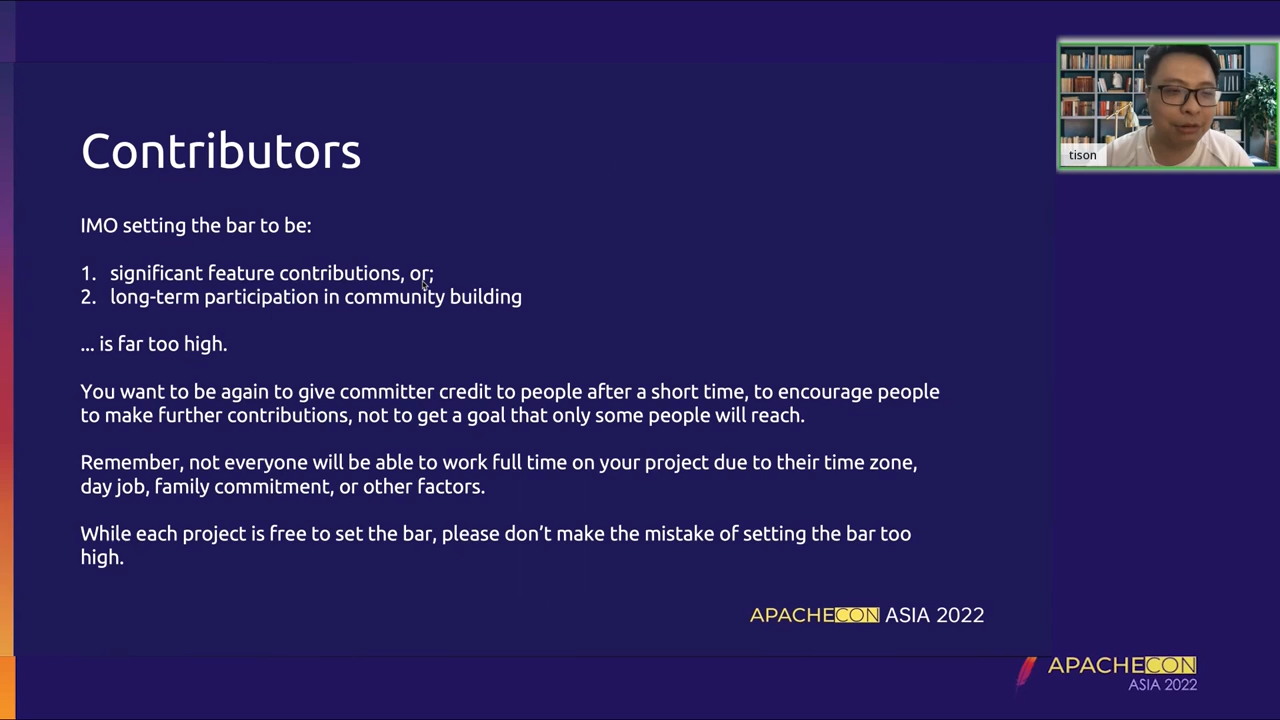 Contributors
IMO setting the bar to be:
1. significant feature contributions, or;
2. long-term participation in community building
... is far too high.
You want to be again to give committer credit to people after a short time, to encourage people
to make further contributions, not to get a goal that only some people will reach.
Remember, not everyone will be able to work full time on your project due to their time zone,
day job, family commitment, or other factors.
While each project is free to set the bar, please don’t make the mistake of setting the bar too
high.
APACHECON ASIA 2022
tison
APACHECON
ASIA 2022